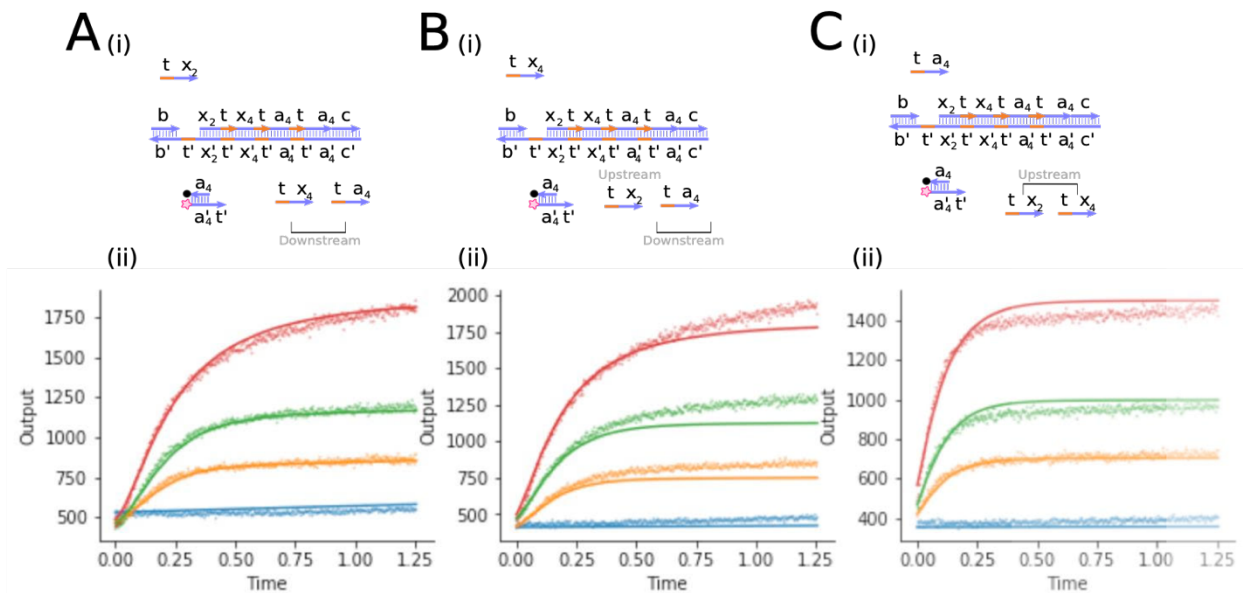 A (i)
t x₂
b x₂ t x₄ t a₄ t a₄ c
b' t' x₂' t' x₄' t' a₄' t' a₄' c'
a₄
a₄' t'
t x₄ t a₄
Downstream
(ii)
1750
1500
1250
1000
750
500
Output
0.00 0.25 0.50 0.75 1.00 1.25
Time
B (i)
t x₄
b x₂ t x₄ t a₄ t a₄ c
b' t' x₂' t' x₄' t' a₄' t' a₄' c'
Upstream
a₄
a₄' t'
t x₂ t a₄
Downstream
(ii)
2000
1750
1500
1250
1000
750
500
Output
0.00 0.25 0.50 0.75 1.00 1.25
Time
C (i)
t a₄
b x₂ t x₄ t a₄ t a₄ c
b' t' x₂' t' x₄' t' a₄' t' a₄' c'
Upstream
a₄
a₄' t'
t x₂ t x₄
(ii)
1400
1200
1000
800
600
400
Output
0.00 0.25 0.50 0.75 1.00 1.25
Time